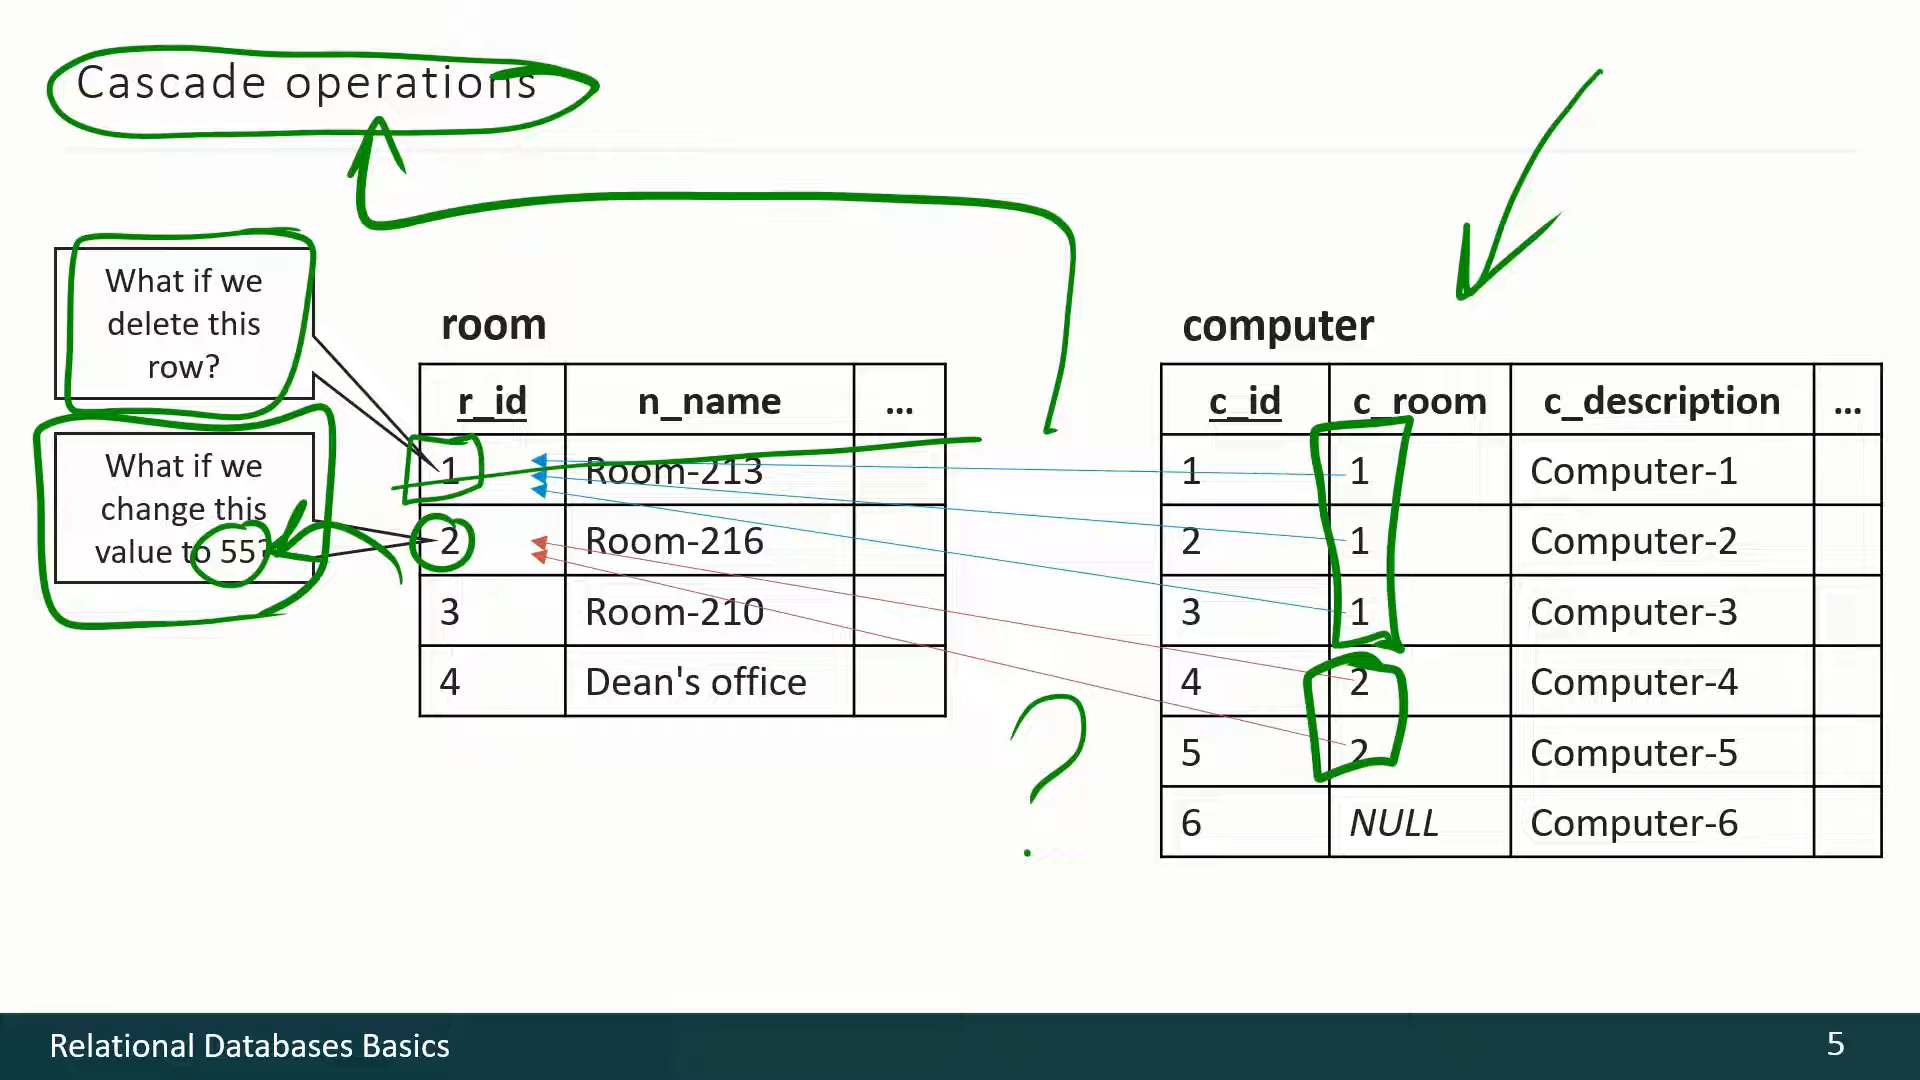 Cascade operations
What if we
delete this
row?
What if we
change this
value to 55?
room
r_id n_name ...
1 Room-213
2 Room-216
3 Room-210
4 Dean's office
?
computer
c_id c_room c_description ...
1 1 Computer-1
2 1 Computer-2
3 1 Computer-3
4 2 Computer-4
5 2 Computer-5
6 NULL Computer-6
Relational Databases Basics
5